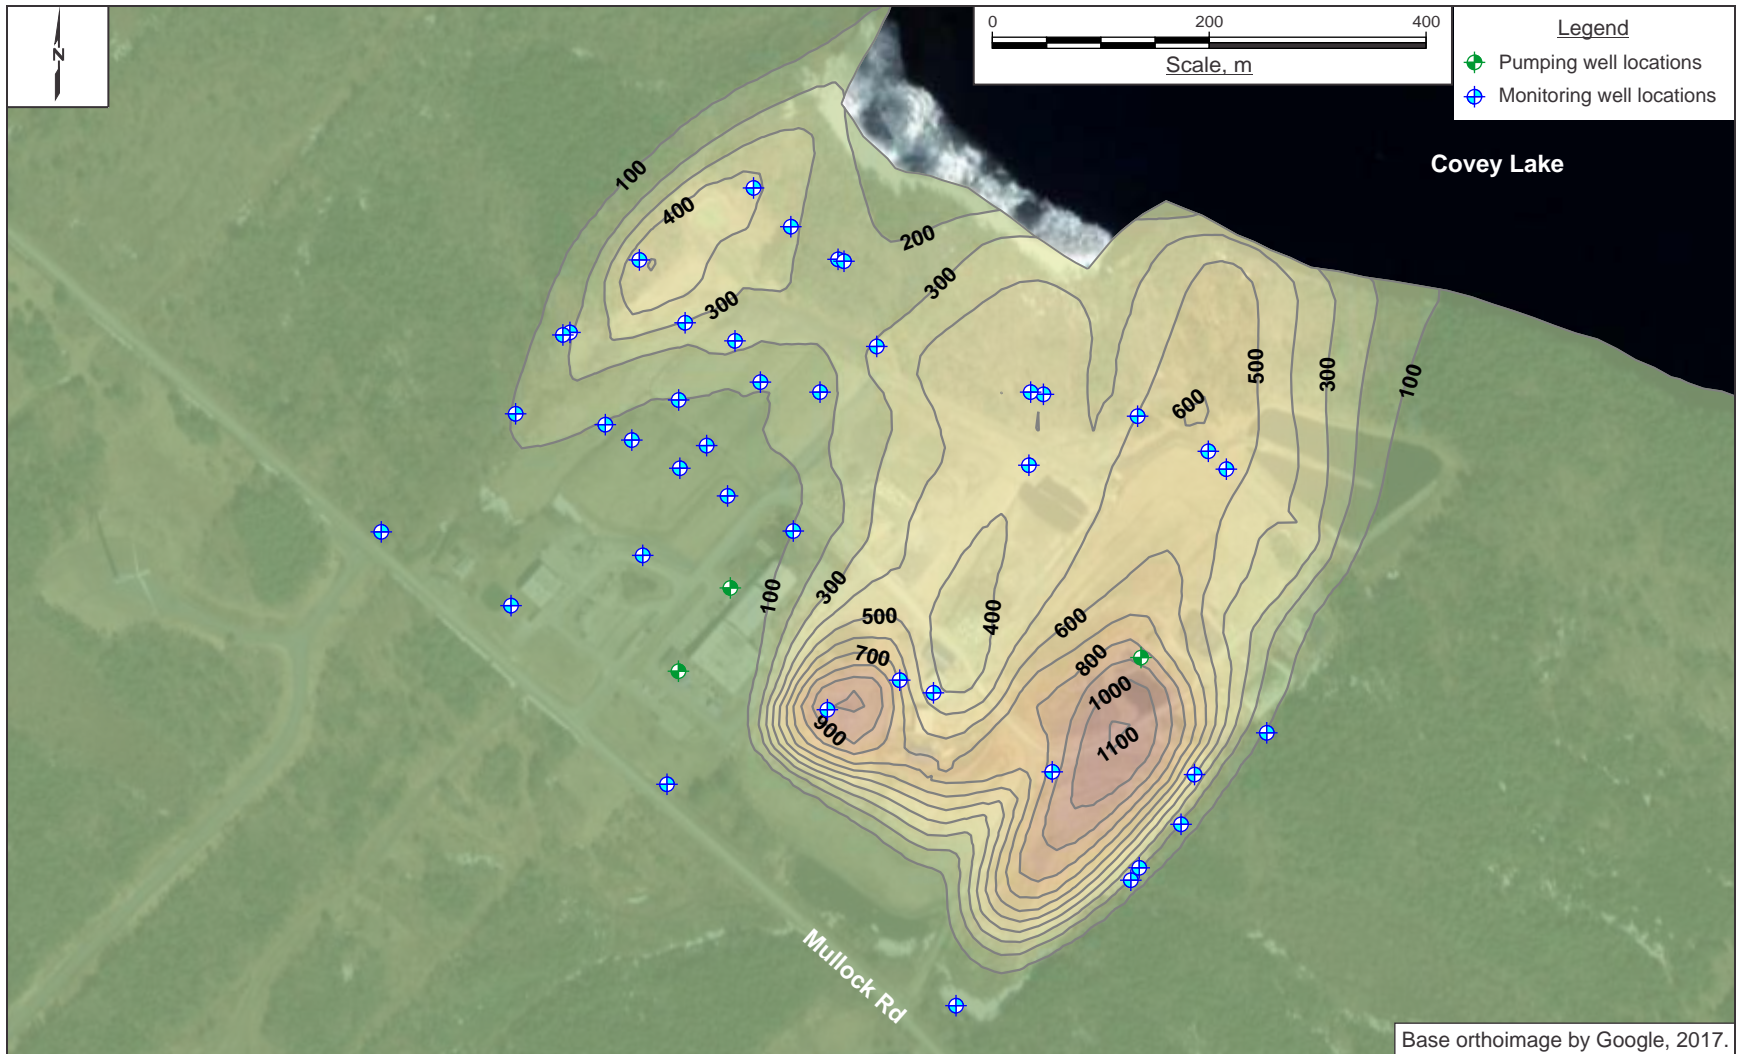 N
0 200 400
Scale, m
Legend
Pumping well locations
Monitoring well locations
Covey Lake
100
400
200
300
300
500
300
100
600
100
300
500
400
600
700
800
1000
900
1100
Mullock Rd
Base orthoimage by Google, 2017.